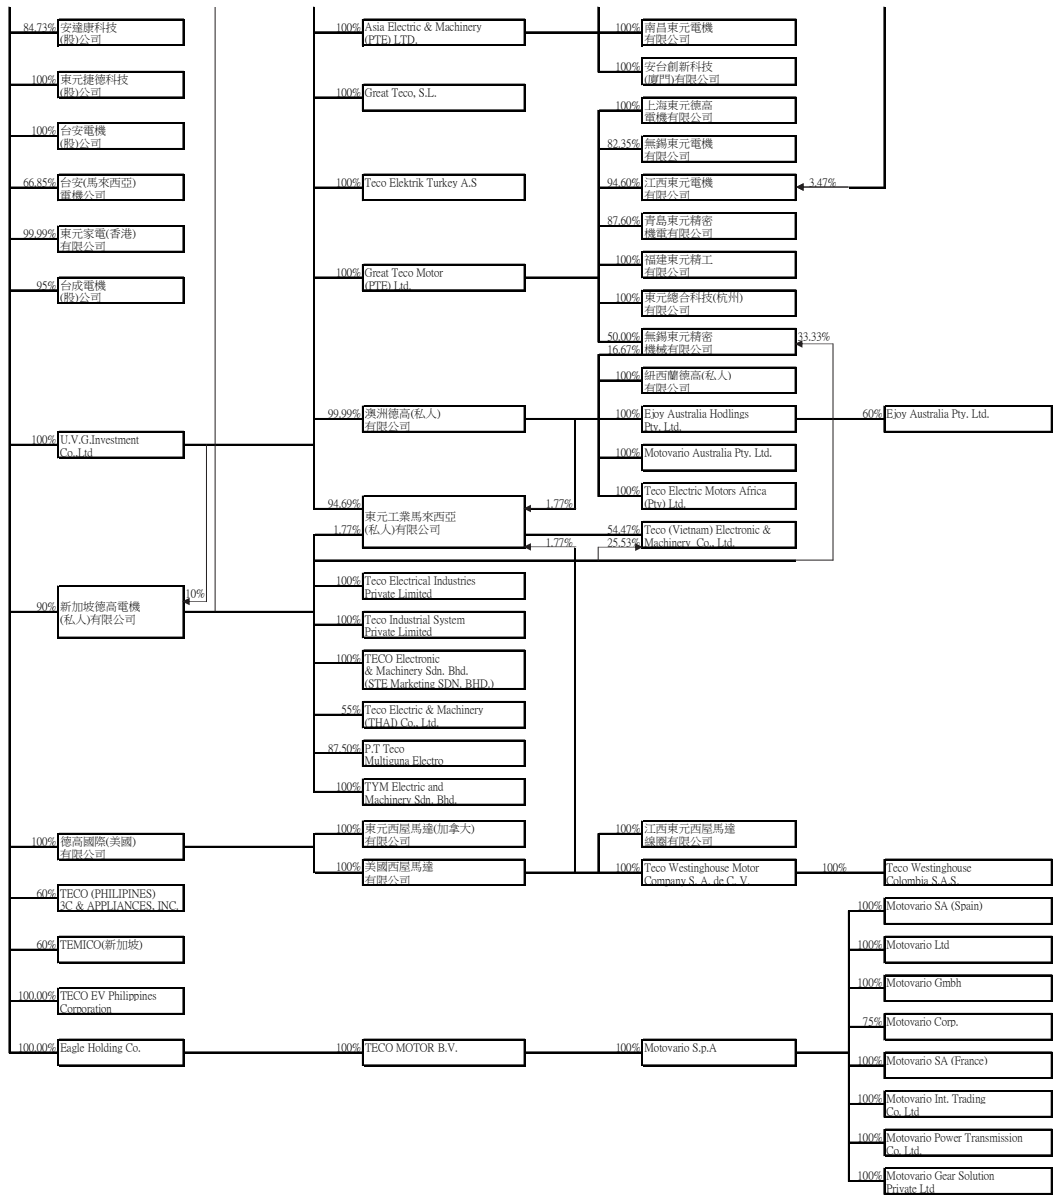 84.73% 安達康科技
(股)公司
100% 東元捷德科技
(股)公司
100% 台安電機
(股)公司
66.85% 台安(馬來西亞)
電機公司
99.99% 東元家電(香港)
有限公司
95% 台成電機
(股)公司
100% U.V.G.Investment
Co.,Ltd
90% 新加坡德高電機
(私人)有限公司
10%
100% 德高國際(美國)
有限公司
60% TECO (PHILIPINES)
3C & APPLIANCES, INC.
60% TEMICO(新加坡)
100.00% TECO EV Philippines
Corporation
100.00% Eagle Holding Co.
100% Asia Electric & Machinery
(PTE) LTD.
100% Great Teco, S.L.
100% Teco Elektrik Turkey A.S
100% Great Teco Motor
(PTE) Ltd.
99.99% 澳洲德高(私人)
有限公司
94.69%
東元工業馬來西亞
1.77% (私人)有限公司
1.77%
1.77%
100% Teco Electrical Industries
Private Limited
100% Teco Industrial System
Private Limited
100% TECO Electronic
& Machinery Sdn. Bhd.
(STE Marketing SDN. BHD.)
55% Teco Electric & Machinery
(THAI) Co., Ltd.
87.50% P.T Teco
Multiguna Electro
100% TYM Electric and
Machinery Sdn. Bhd.
100% 東元西屋馬達(加拿大)
有限公司
100% 美國西屋馬達
有限公司
100% TECO MOTOR B.V.
100% 南昌東元電機
有限公司
100% 安台創新科技
(廈門)有限公司
100% 上海東元德高
電機有限公司
82.35% 無錫東元電機
有限公司
94.60% 江西東元電機
有限公司
3.47%
87.60% 青島東元精密
機電有限公司
100% 福建東元精工
有限公司
100% 東元總合科技(杭州)
有限公司
50.00% 無錫東元精密
16.67% 機械有限公司
33.33%
100% 紐西蘭德高(私人)
有限公司
100% Ejoy Australia Hodlings
Pty. Ltd.
100% Motovario Australia Pty. Ltd.
100% Teco Electric Motors Africa
(Pty) Ltd.
54.47% Teco (Vietnam) Electronic &
25.53% Machinery Co., Ltd.
100% 江西東元西屋馬達
線圈有限公司
100% Teco Westinghouse Motor
Company S. A. de C. V.
100% Motovario S.p.A
60% Ejoy Australia Pty. Ltd.
100% Teco Westinghouse
Colombia S.A.S.
100% Motovario SA (Spain)
100% Motovario Ltd
100% Motovario Gmbh
75% Motovario Corp.
100% Motovario SA (France)
100% Motovario Int. Trading
Co. Ltd
100% Motovario Power Transmission
Co. Ltd.
100% Motovario Gear Solution
Private Ltd